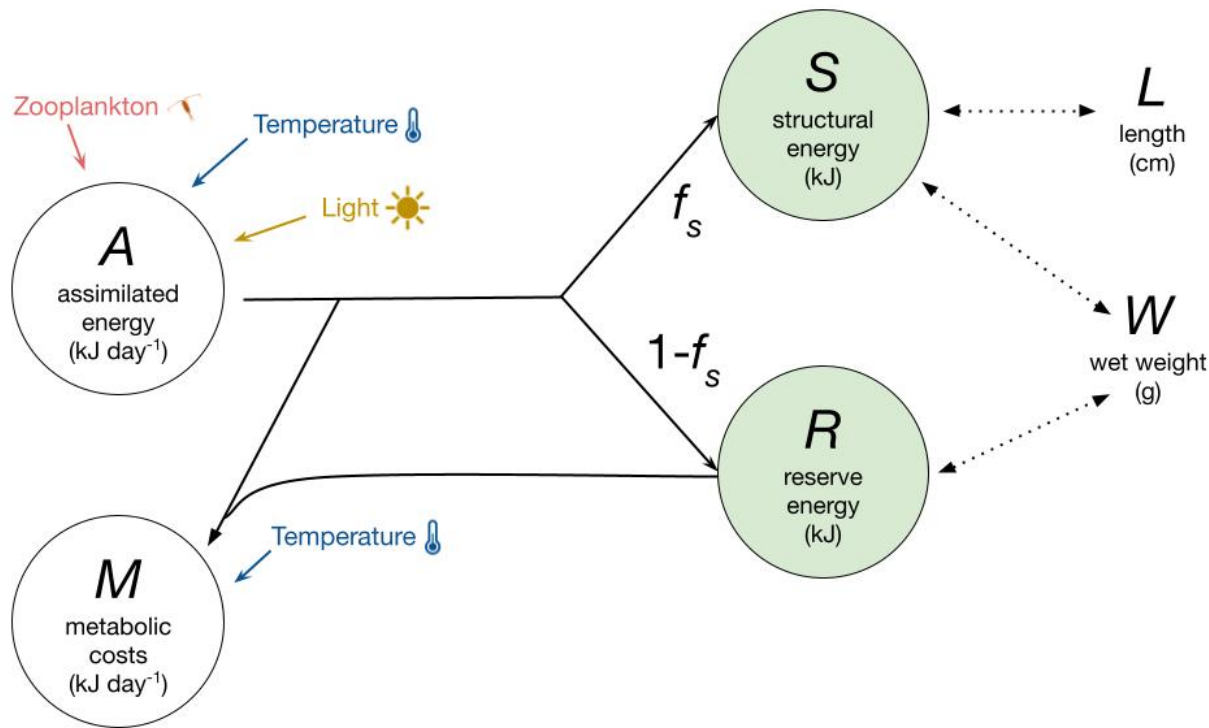 Zooplankton
Temperature
Light
A
assimilated
energy
(kJ day⁻¹)
S
structural
energy
(kJ)
L
length
(cm)
fₛ
1-fₛ
W
wet weight
(g)
R
reserve
energy
(kJ)
Temperature
M
metabolic
costs
(kJ day⁻¹)